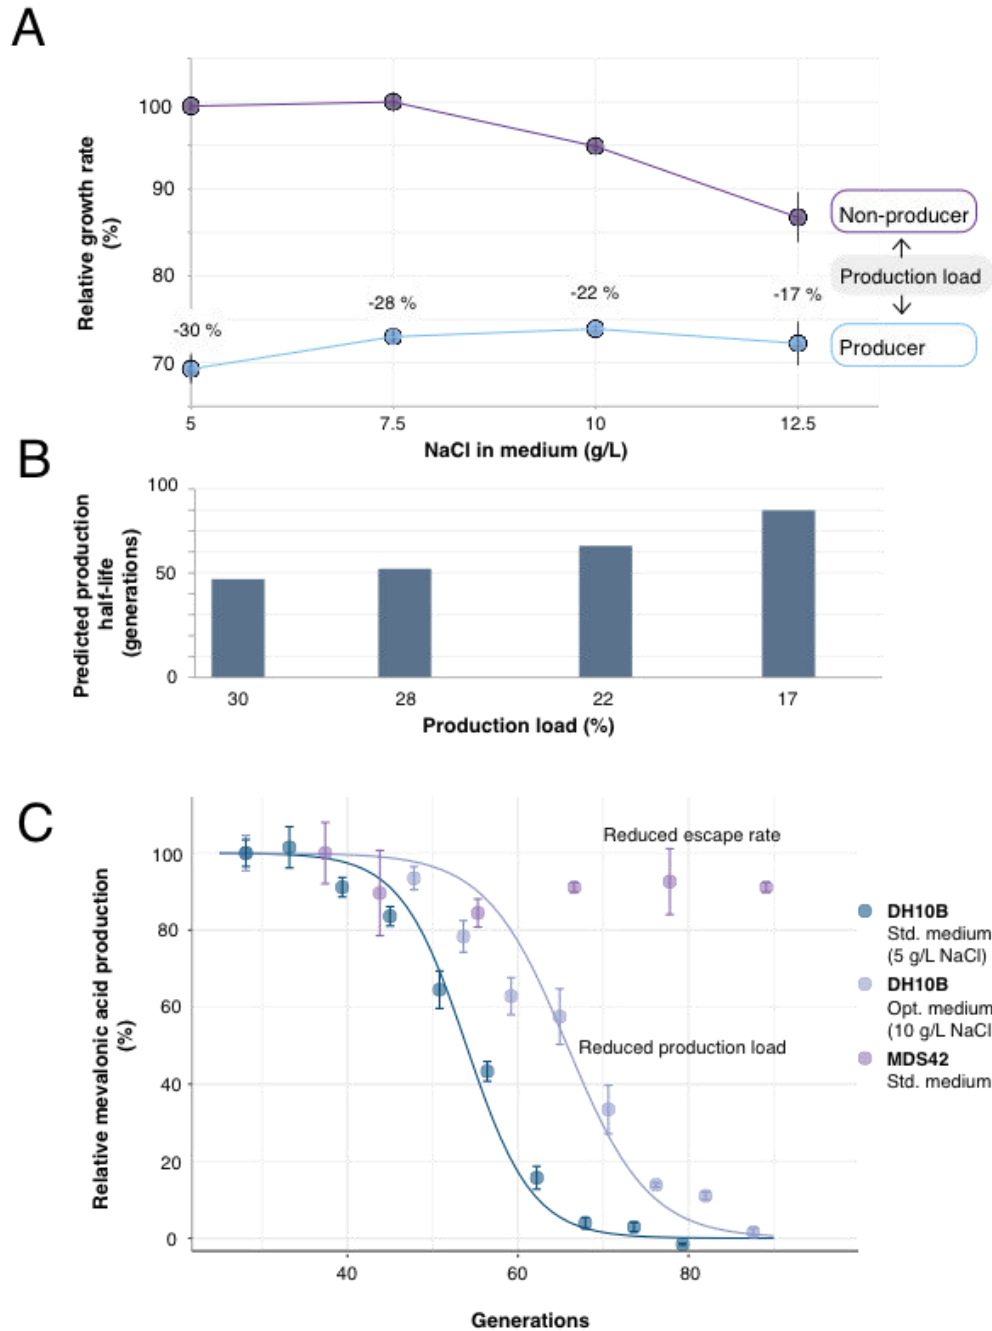 A
Relative growth rate
(%)
100
90
80
70
-30 %
-28 %
-22 %
-17 %
Non-producer
Production load
Producer
5
7.5
10
12.5
NaCl in medium (g/L)
B
Predicted production
half-life
(generations)
100
50
0
30
28
22
17
Production load (%)
C
Relative mevalonic acid production
(%)
100
80
60
40
20
0
Reduced escape rate
Reduced production load
DH10B
Std. medium
(5 g/L NaCl)
DH10B
Opt. medium
(10 g/L NaCl
MDS42
Std. medium
40
60
80
Generations